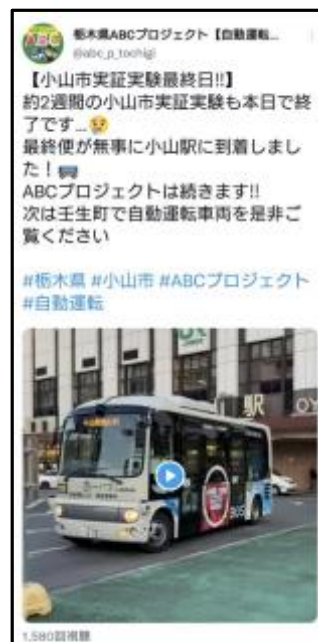 栃木県ABCプロジェクト【自動運転...
@abc_p_tochigi
【小山市実証実験最終日!!】
約2週間の小山市実証実験も本日で終
了です...😢
最終便が無事に小山駅に到着しまし
た！🚌
ABCプロジェクトは続きます!!
次は壬生町で自動運転車両を是非ご
覧ください
#栃木県 #小山市 #ABCプロジェクト
#自動運転
駅 OY
BUS
1,580回視聴